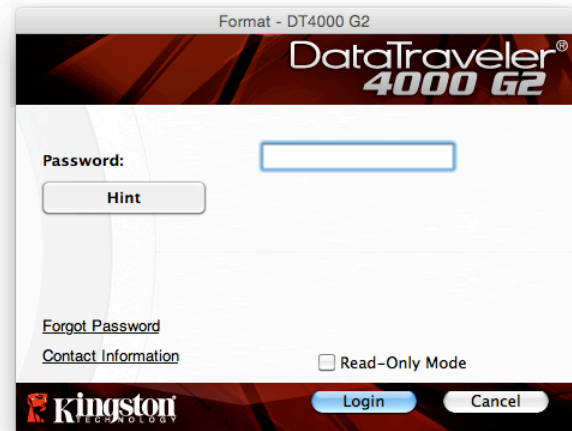 Format - DT4000 G2
DataTraveler®
4000 G2
Password:
Hint
Forgot Password
Contact Information
Read-Only Mode
Kingston
TECHNOLOGY
Login
Cancel